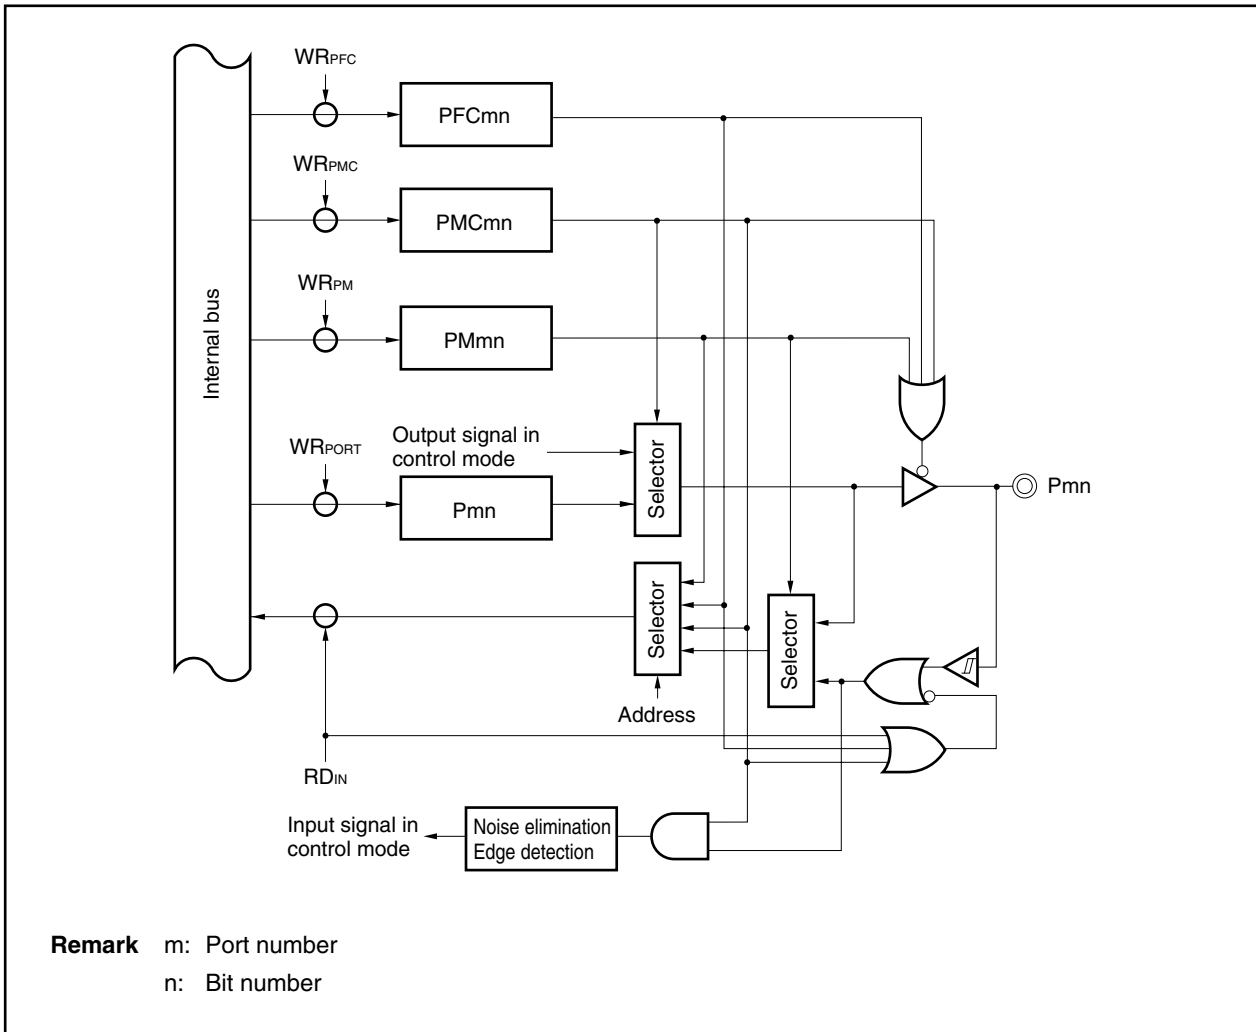 WRPFC
PFCmn
WRPMC
PMCmn
WRPM
PMmn
Internal bus
Output signal in
control mode
WRPORT
Pmn
Selector
Pmn
Selector
Selector
Address
RDIN
Input signal in
control mode
Noise elimination
Edge detection
Remark m: Port number
n: Bit number